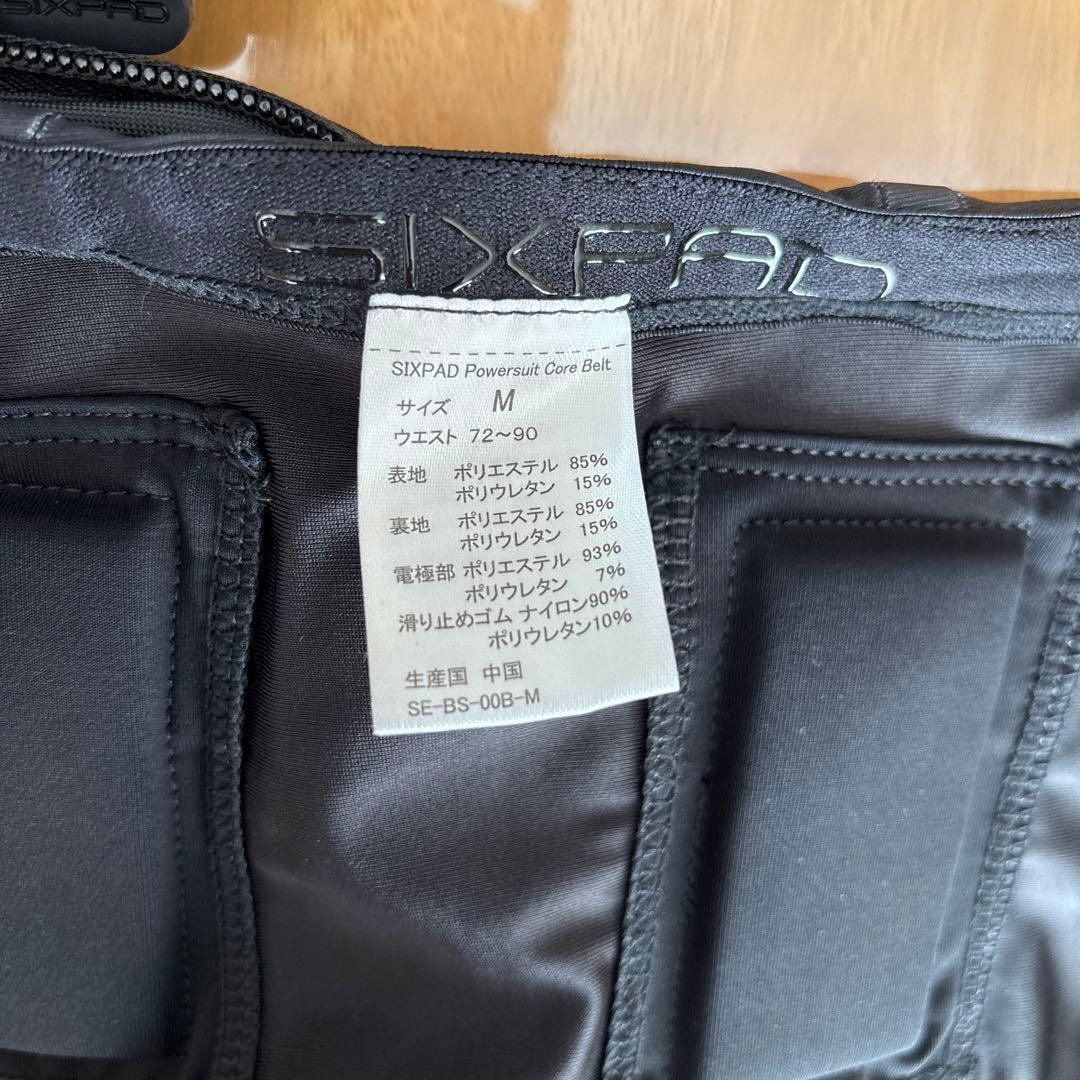 SIXPAD
SIXPAD
SIXPAD Powersuit Core Belt
サイズ M
ウエスト 72～90
表地 ポリエステル 85%
ポリウレタン 15%
裏地 ポリエステル 85%
ポリウレタン 15%
電極部 ポリエステル 93%
ポリウレタン 7%
滑り止めゴム ナイロン90%
ポリウレタン10%
生産国 中国
SE-BS-00B-M